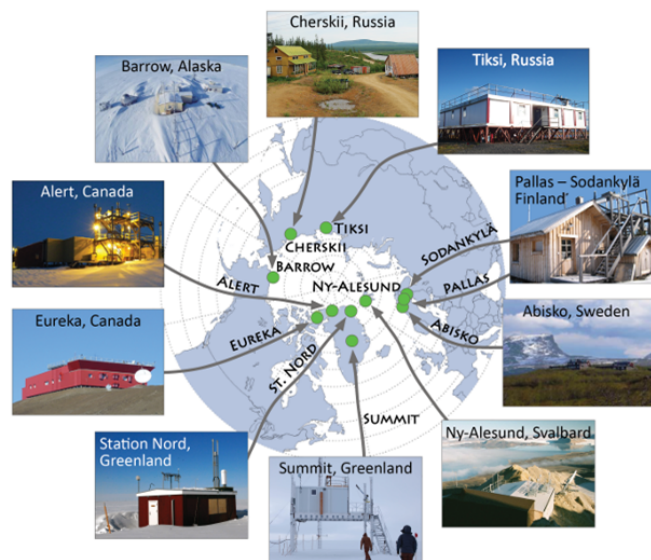 Cherskii, Russia
Barrow, Alaska
Tiksi, Russia
Alert, Canada
Pallas – Sodankylä
Finland
TIKSI
CHERSKII
BARROW
SODANKYLÄ
NY-ALESUND
PALLAS
ALERT
Eureka, Canada
EUREKA
ABISKO
Abisko, Sweden
ST. NORD
SUMMIT
Station Nord,
Greenland
Summit, Greenland
Ny-Alesund, Svalbard